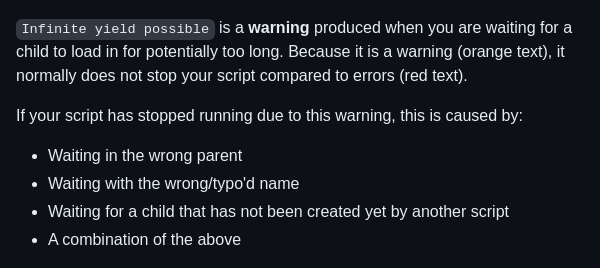 Infinite yield possible is a warning produced when you are waiting for a
child to load in for potentially too long. Because it is a warning (orange text), it
normally does not stop your script compared to errors (red text).
If your script has stopped running due to this warning, this is caused by:
• Waiting in the wrong parent
• Waiting with the wrong/typo'd name
• Waiting for a child that has not been created yet by another script
• A combination of the above